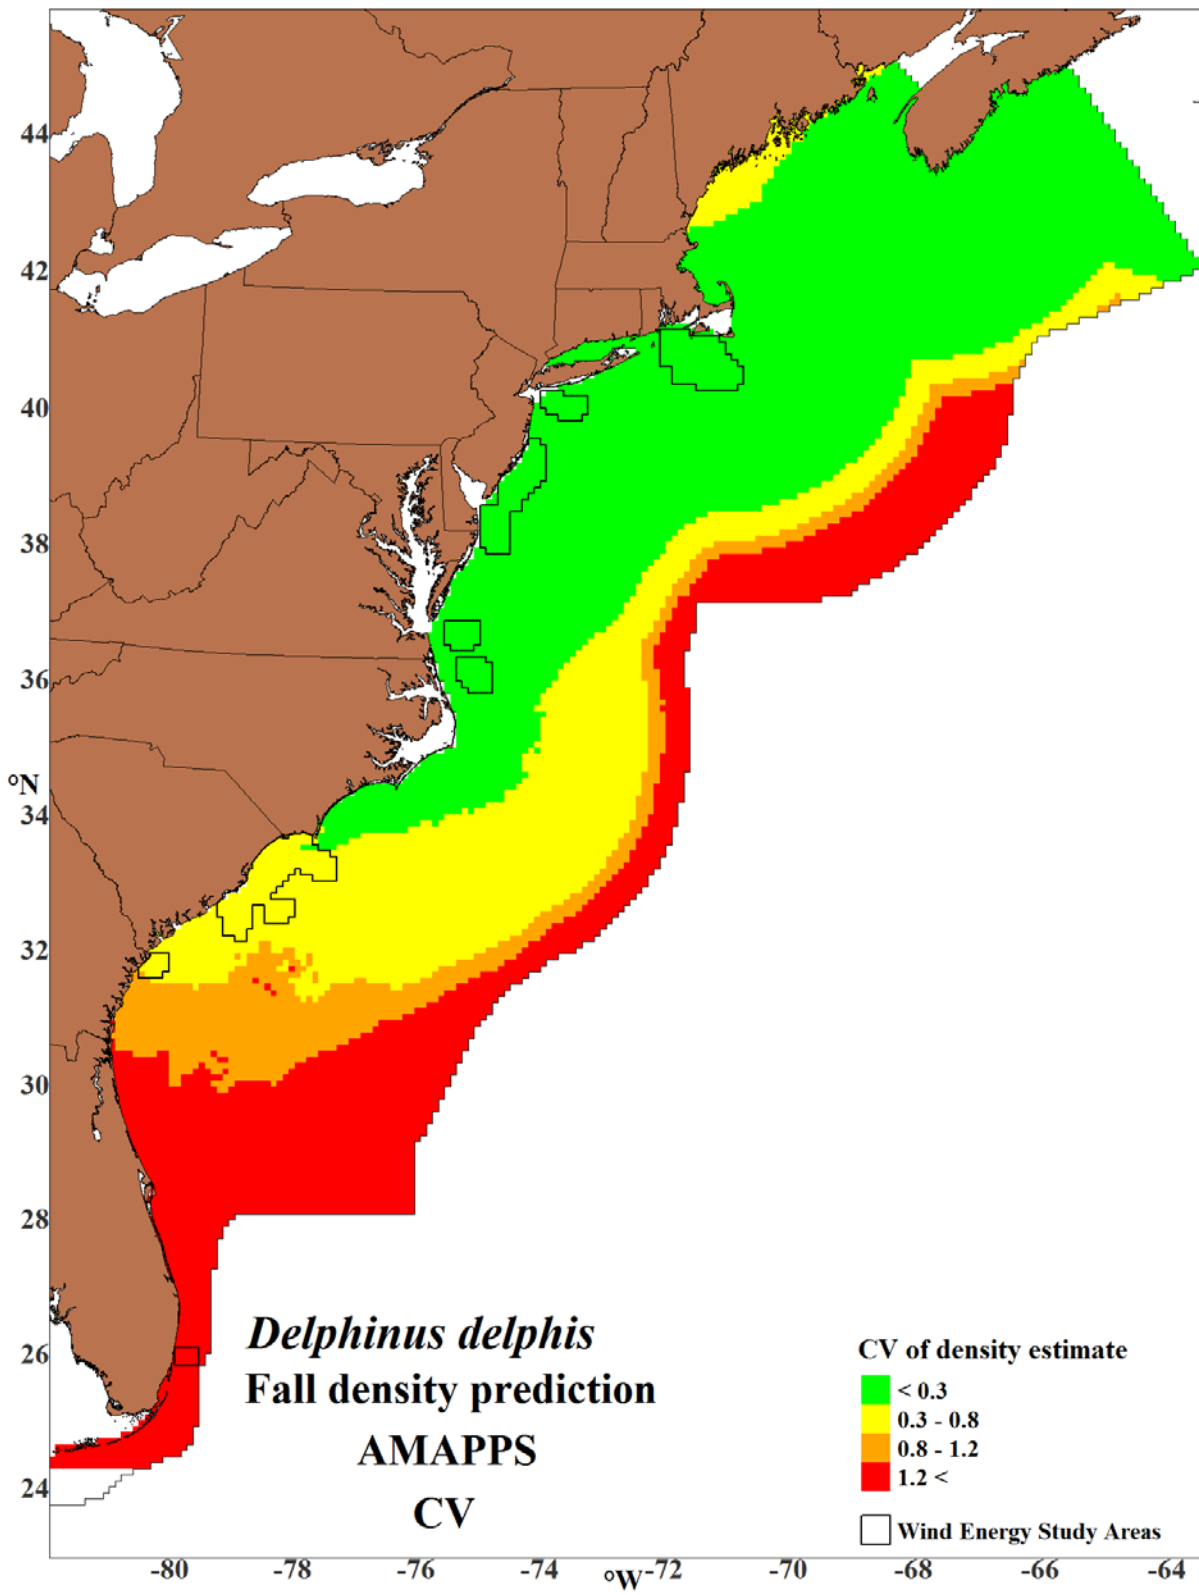 44
42
40
38
36
°N
34
32
30
28
26
24
Delphinus delphis
Fall density prediction
AMAPPS
CV
CV of density estimate
< 0.3
0.3 - 0.8
0.8 - 1.2
1.2 <
Wind Energy Study Areas
-80 -78 -76 -74 -72 -70 -68 -66 -64
°W